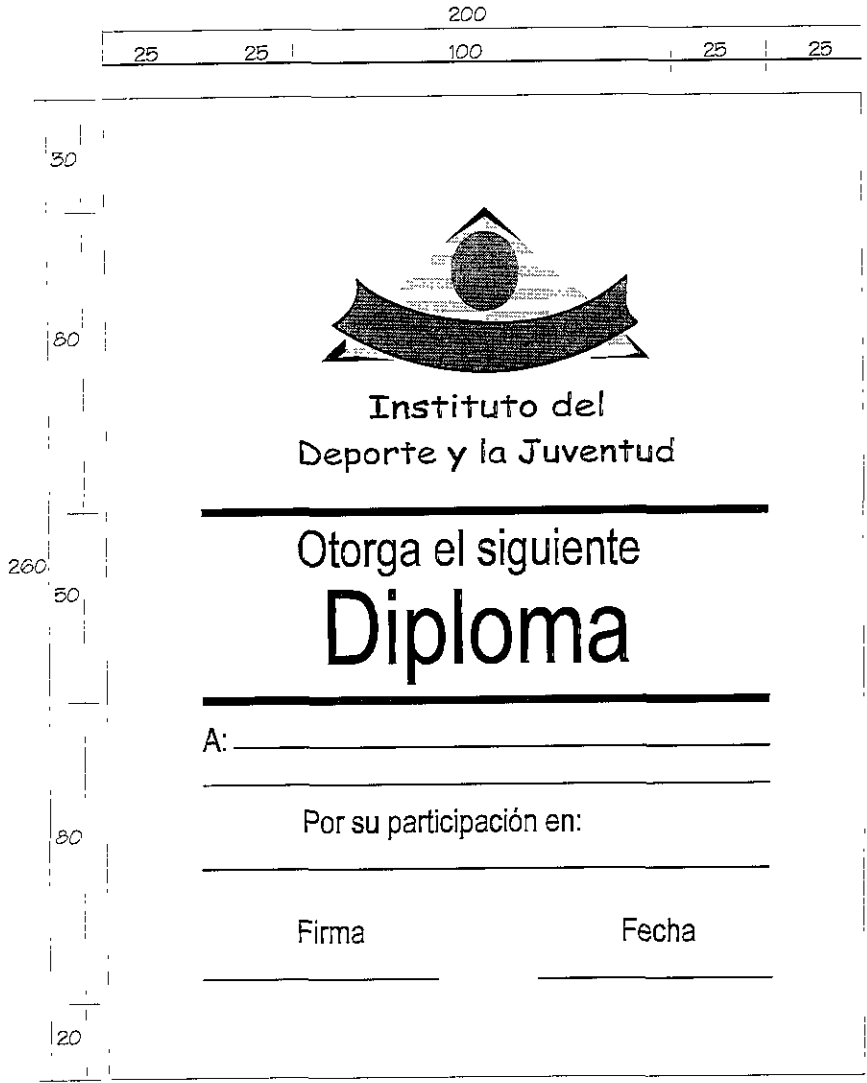 200
25 25 100 25 25
30
80
Instituto del
Deporte y la Juventud
260
50
Otorga el siguiente
Diploma
A:
80
Por su participación en:
Firma Fecha
20